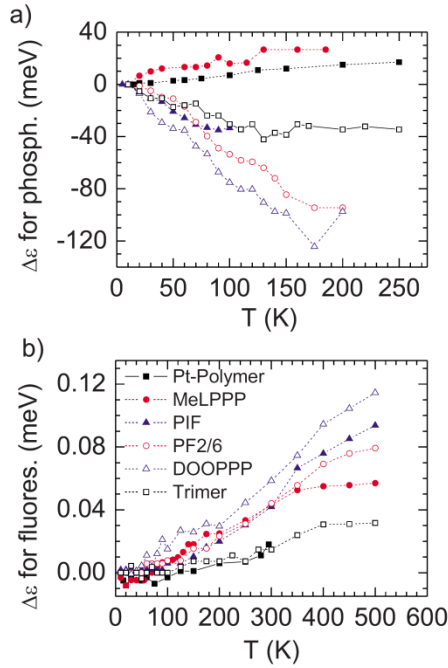 a)
40
0
-40
-80
-120
Δε for phosph. (meV)
0 50 100 150 200 250
T (K)
b)
0.12
0.08
0.04
0.00
Δε for fluores. (meV)
Pt-Polymer
MeLPPP
PIF
PF2/6
DOOPPP
Trimer
0 100 200 300 400 500 600
T (K)